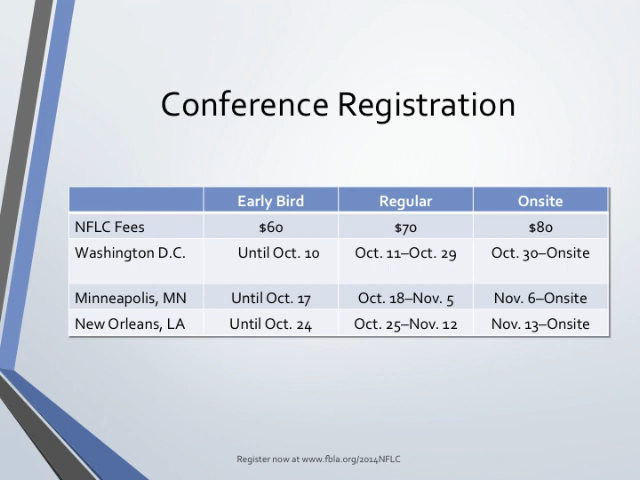 Conference Registration
Early Bird Regular Onsite
NFLC Fees $60 $70 $80
Washington D.C. Until Oct. 10 Oct. 11–Oct. 29 Oct. 30–Onsite
Minneapolis, MN Until Oct. 17 Oct. 18–Nov. 5 Nov. 6–Onsite
New Orleans, LA Until Oct. 24 Oct. 25–Nov. 12 Nov. 13–Onsite
Register now at www.fbla.org/2014NFLC